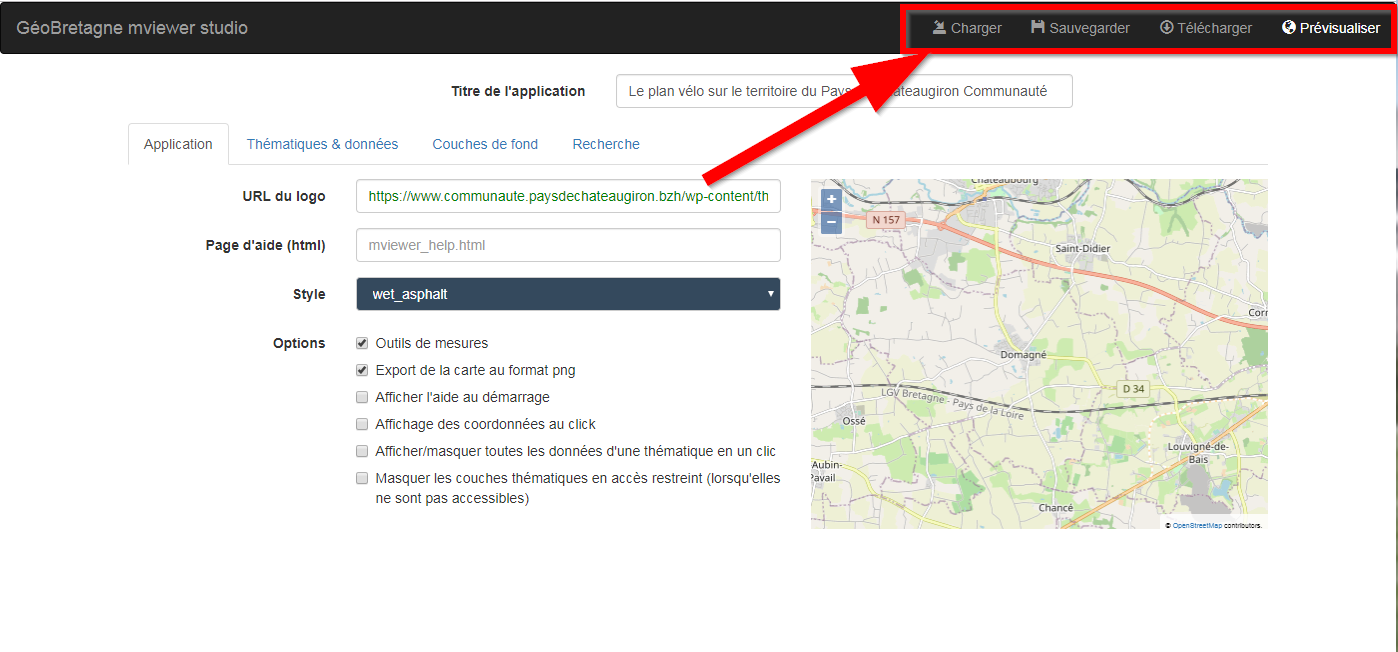 GéoBretagne mviewer studio
Charger
Sauvegarder
Télécharger
Prévisualiser
Titre de l'application
Le plan vélo sur le territoire du Pays ateaugiron Communauté
Application
Thématiques & données
Couches de fond
Recherche
URL du logo
https://www.communaute.paysdechateaugiron.bzh/wp-content/th
Page d'aide (html)
mviewer_help.html
Style
wet_asphalt
Options
Outils de mesures
Export de la carte au format png
Afficher l'aide au démarrage
Affichage des coordonnées au click
Afficher/masquer toutes les données d'une thématique en un clic
Masquer les couches thématiques en accès restreint (lorsqu'elles
ne sont pas accessibles)
+
−
Châteaubourg
N 157
Saint-Didier
Corn
Domagné
D 34
LGV Bretagne - Pays de la Loire
Ossé
Louvigné-de-
Bais
Aubin-
Pavail
Chancé
© OpenStreetMap contributors.